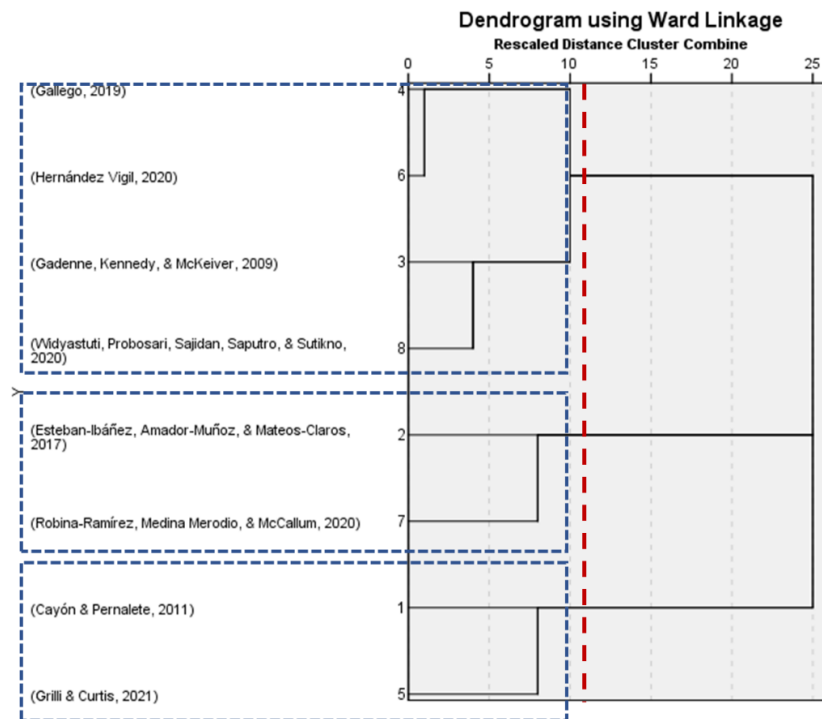 Dendrogram using Ward Linkage
Rescaled Distance Cluster Combine
0 5 10 15 20 25
(Gallego, 2019) 4
(Hernández Vigil, 2020) 6
(Gadenne, Kennedy, & McKeiver, 2009) 3
(Widyastuti, Probosari, Sajidan, Saputro, & Sutikno,
2020) 8
Y
(Esteban-Ibáñez, Amador-Muñoz, & Mateos-Claros,
2017) 2
(Robina-Ramírez, Medina Merodio, & McCallum, 2020) 7
(Cayón & Pernalete, 2011) 1
(Grilli & Curtis, 2021) 5